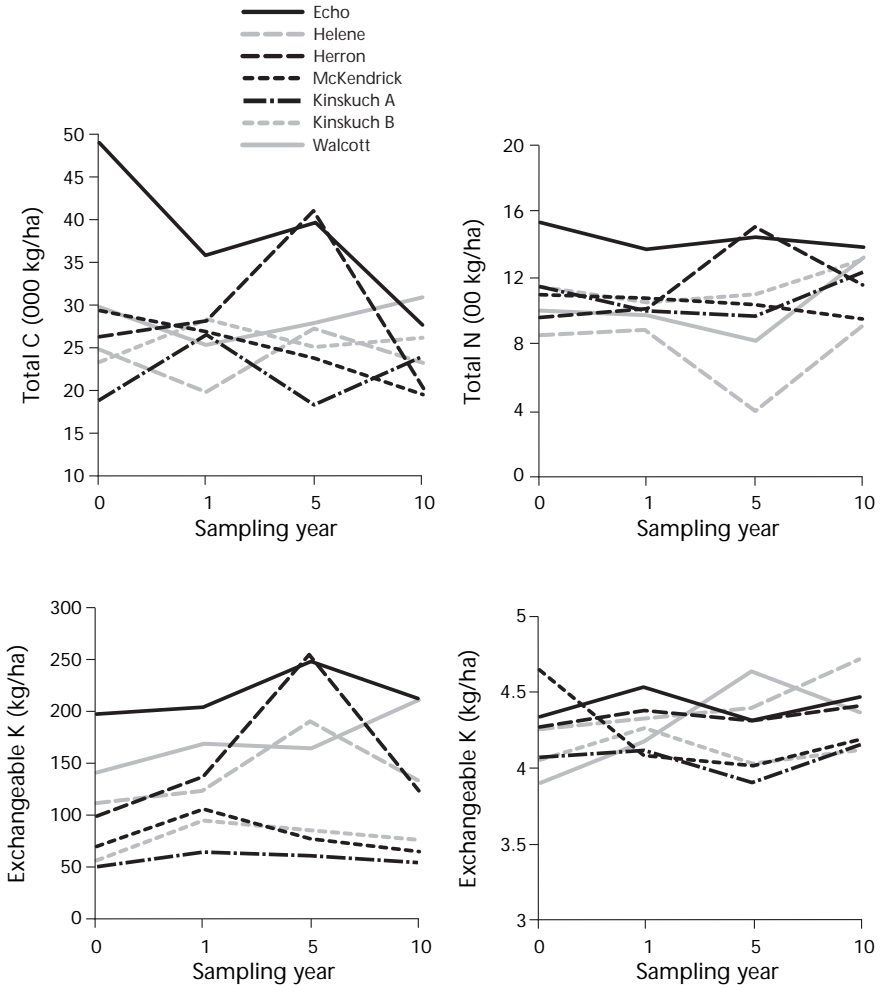 Echo
Helene
Herron
McKendrick
Kinskuch A
Kinskuch B
Walcott
Total C (000 kg/ha)
50
45
40
35
30
25
20
15
10
0 1 5 10
Sampling year
Total N (00 kg/ha)
20
16
12
8
4
0
0 1 5 10
Sampling year
Exchangeable K (kg/ha)
300
250
200
150
100
50
0
0 1 5 10
Sampling year
Exchangeable K (kg/ha)
5
4.5
4
3.5
3
0 1 5 10
Sampling year